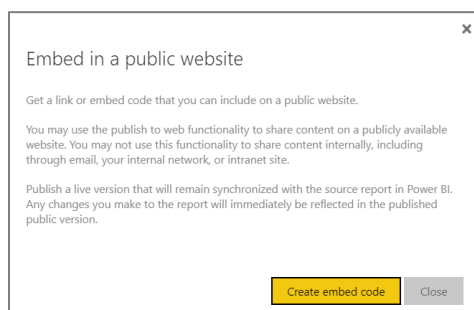 Embed in a public website
Get a link or embed code that you can include on a public website.
You may use the publish to web functionality to share content on a publicly available
website. You may not use this functionality to share content internally, including
through email, your internal network, or intranet site.
Publish a live version that will remain synchronized with the source report in Power BI.
Any changes you make to the report will immediately be reflected in the published
public version.
Create embed code Close